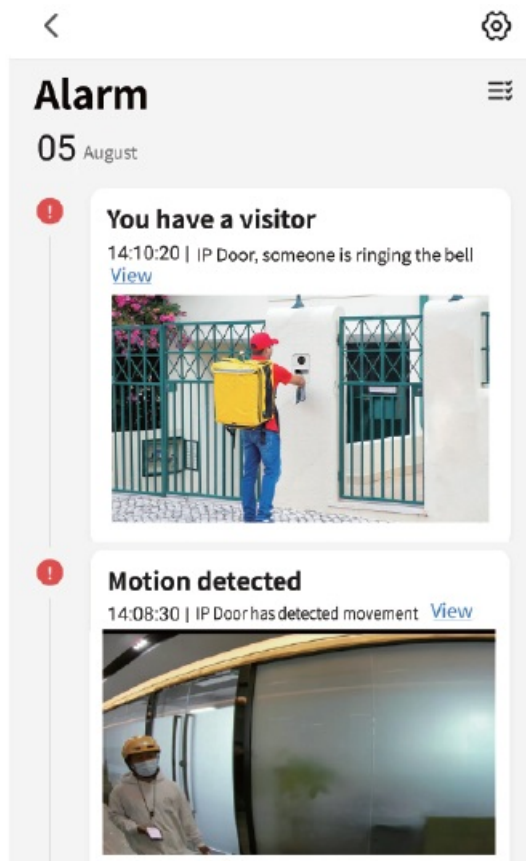 Alarm
05 August
You have a visitor
14:10:20 | IP Door, someone is ringing the bell
View
Motion detected
14:08:30 | IP Door has detected movement View